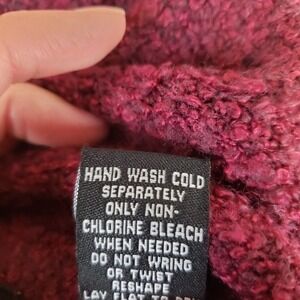 HAND WASH COLD
SEPARATELY
ONLY NON-
CHLORINE BLEACH
WHEN NEEDED
DO NOT WRING
OR TWIST
RESHAPE
LAY FLAT TO